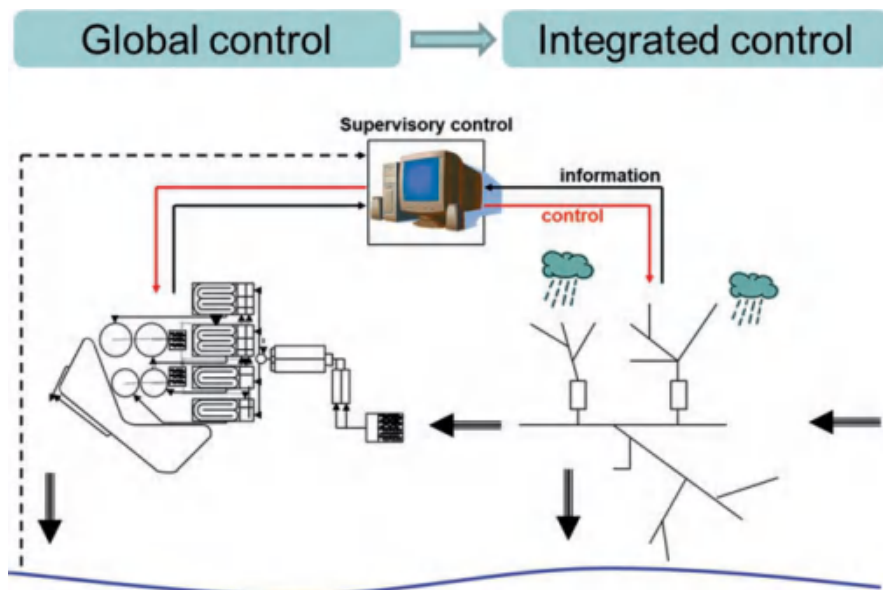 Global control
Integrated control
Supervisory control
information
control